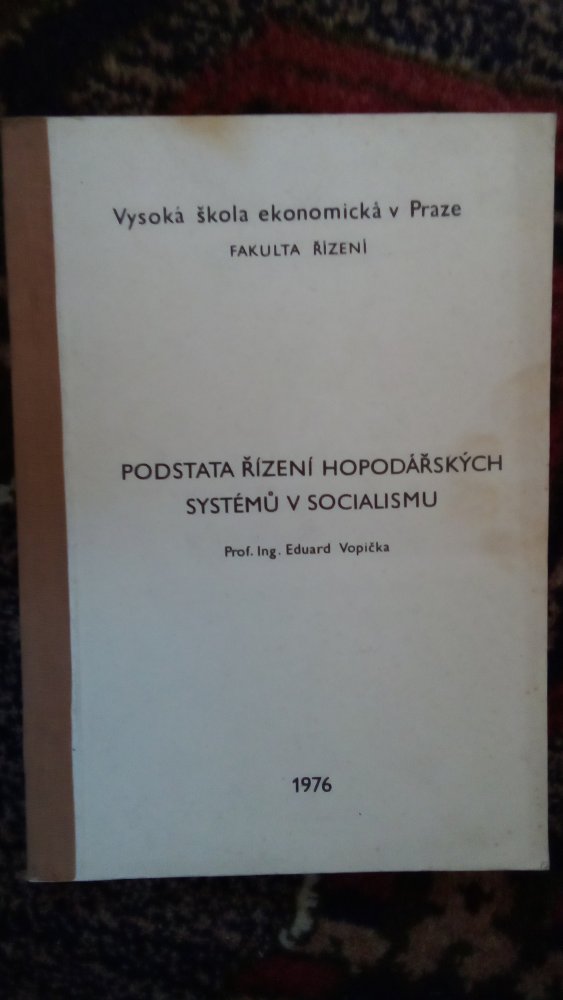 Vysoká škola ekonomická v Praze
FAKULTA ŘÍZENÍ
PODSTATA ŘÍZENÍ HOPODÁŘSKÝCH
SYSTÉMŮ V SOCIALISMU
Prof. Ing. Eduard Vopička
1976